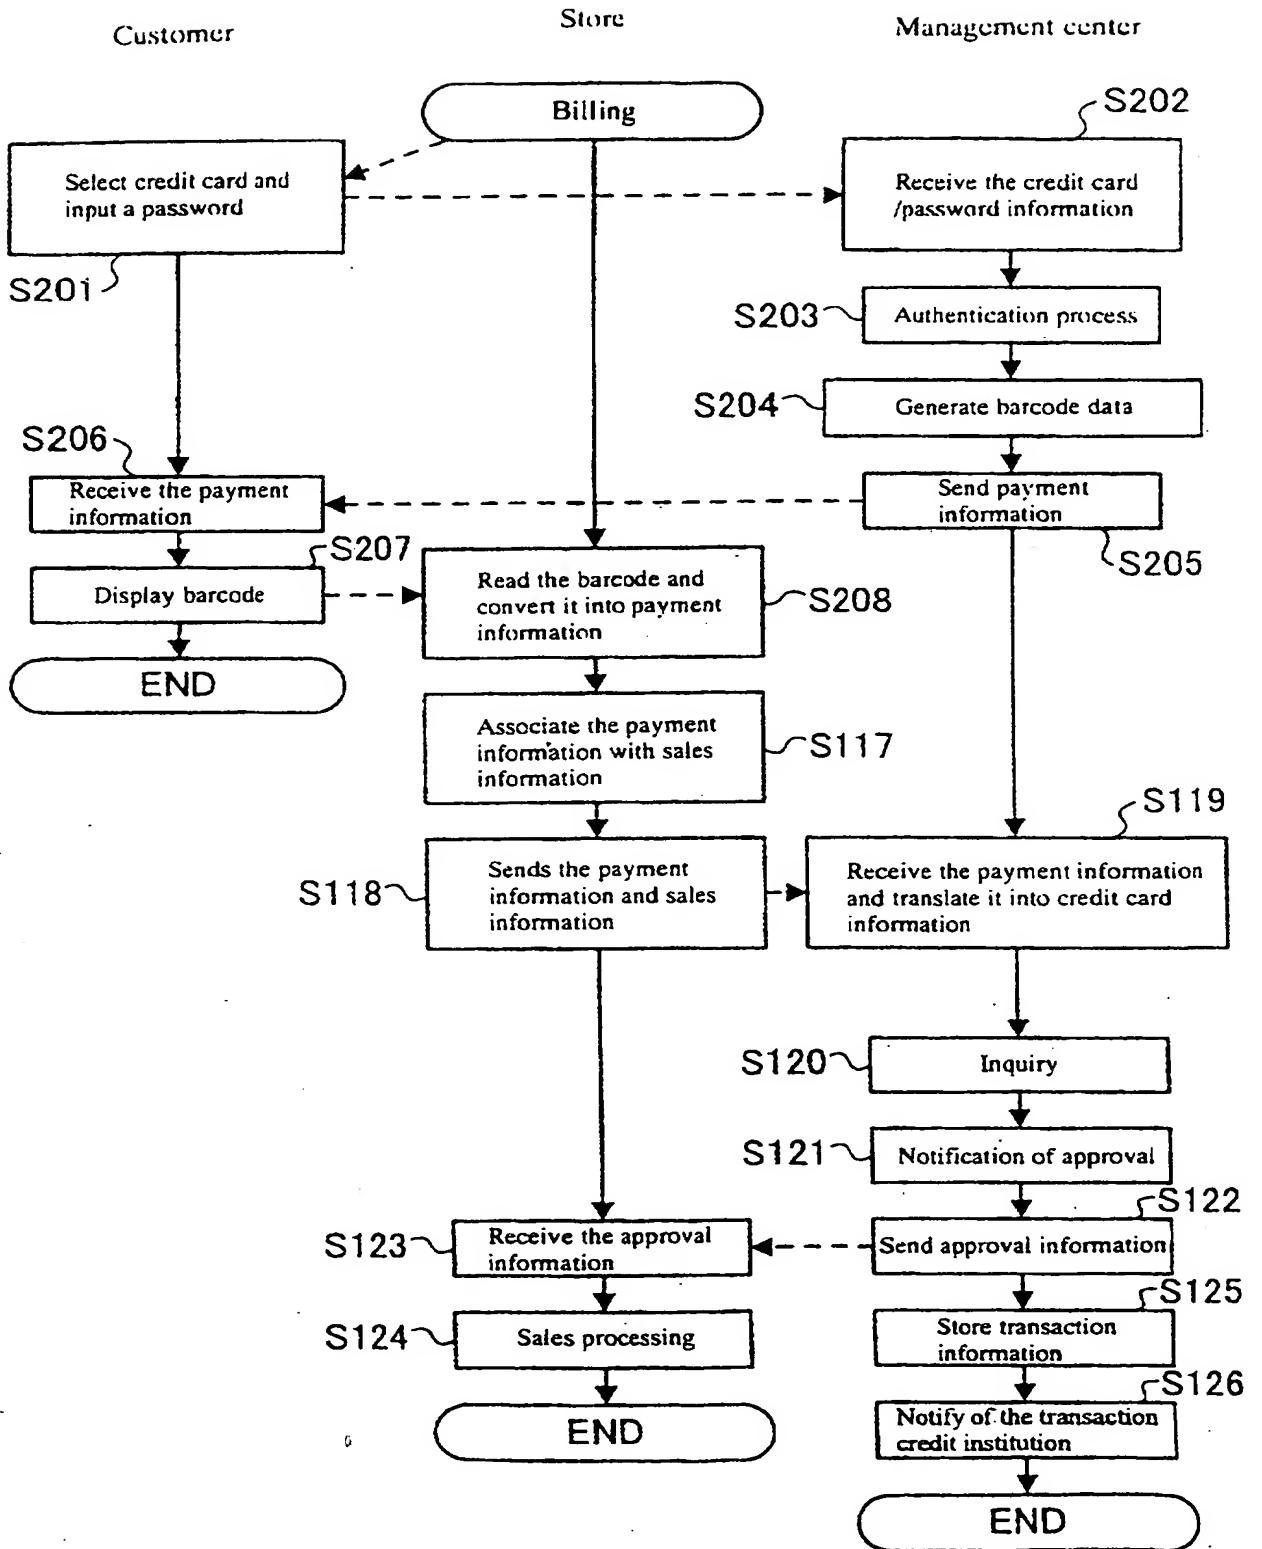 Customer
Store
Management center
Billing
S202
Select credit card and
input a password
Receive the credit card
/password information
S201
S203
Authentication process
S204
Generate barcode data
S206
Receive the payment
information
Send payment
information
S205
S207
Display barcode
Read the barcode and
convert it into payment
information
S208
END
Associate the payment
information with sales
information
S117
S119
S118
Sends the payment
information and sales
information
Receive the payment information
and translate it into credit card
information
S120
Inquiry
S121
Notification of approval
S122
S123
Receive the approval
information
Send approval information
S125
S124
Sales processing
Store transaction
information
S126
Notify of the transaction
credit institution
END
END